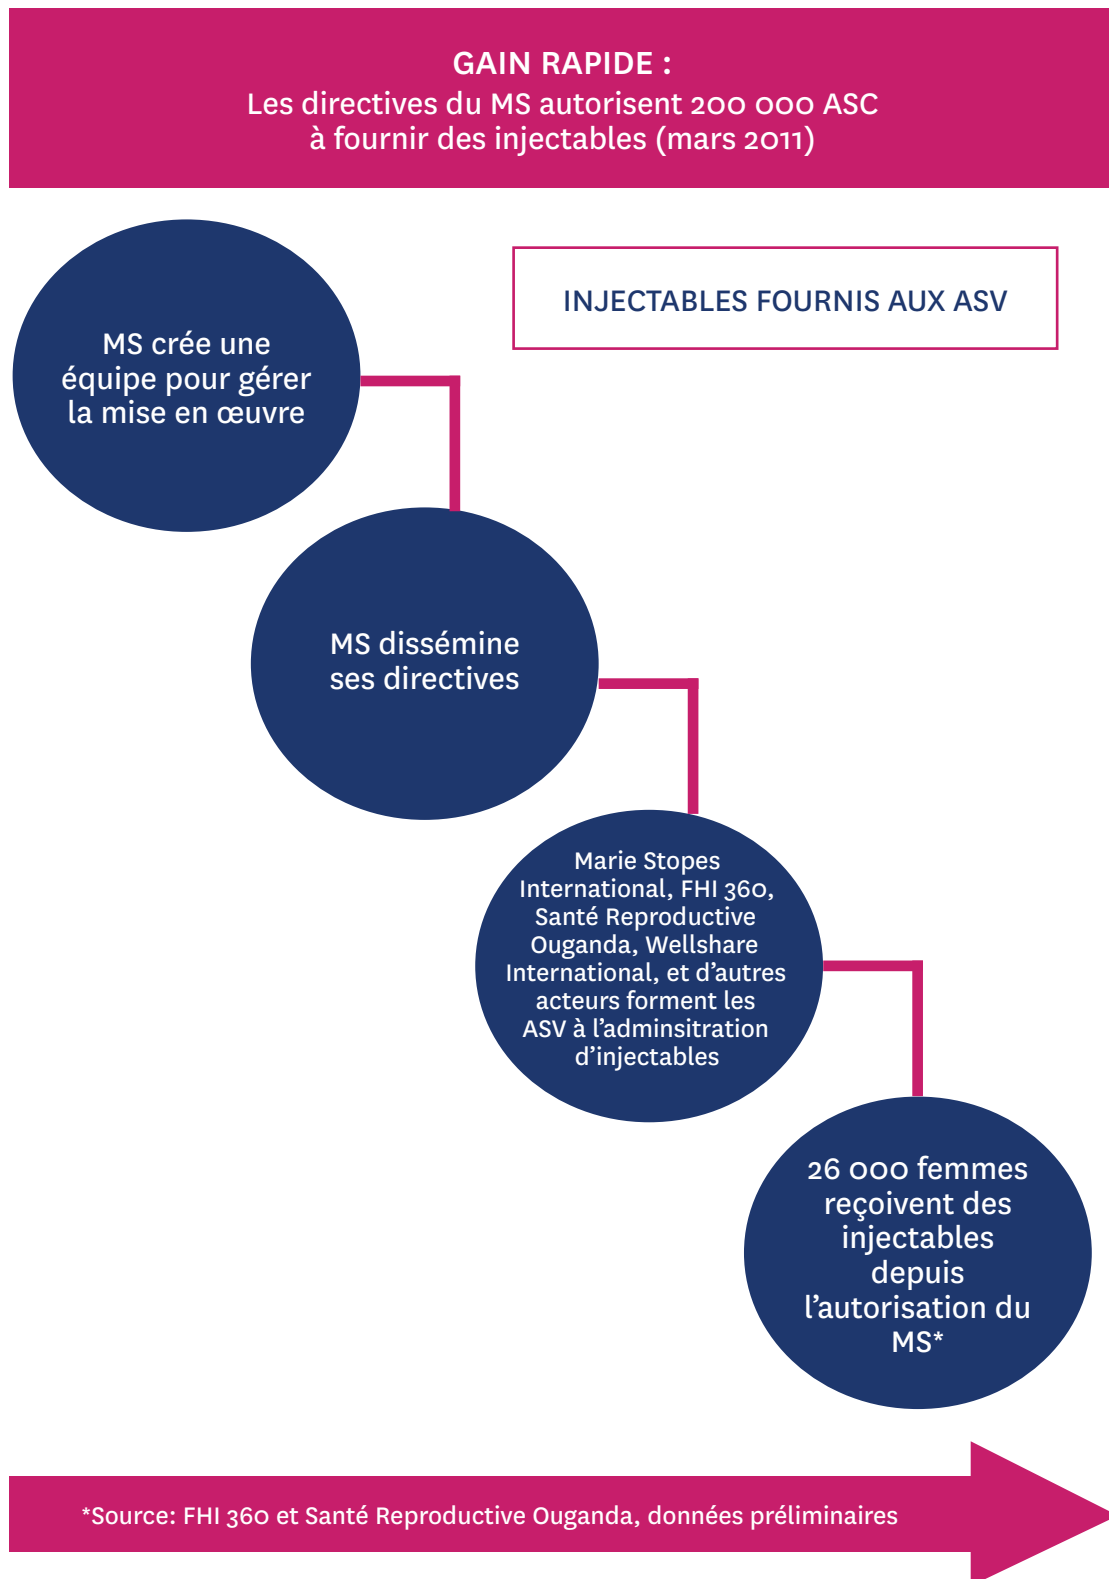 GAIN RAPIDE :
Les directives du MS autorisent 200 000 ASC
à fournir des injectables (mars 2011)
INJECTABLES FOURNIS AUX ASV
MS crée une
équipe pour gérer
la mise en œuvre
MS dissémine
ses directives
Marie Stopes
International, FHI 360,
Santé Reproductive
Ouganda, Wellshare
International, et d’autres
acteurs forment les
ASV à l’adminsitration
d’injectables
26 000 femmes
reçoivent des
injectables
depuis
l’autorisation du
MS*
*Source: FHI 360 et Santé Reproductive Ouganda, données préliminaires